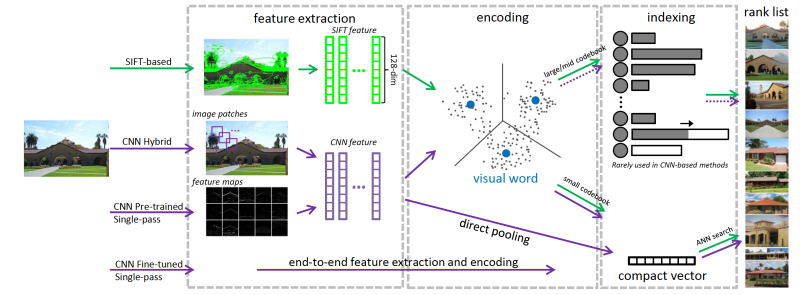 feature extraction
encoding
indexing
rank list
SIFT feature
SIFT-based
128-dim
large/mid codebook
image patches
CNN Hybrid
CNN feature
Rarely used in CNN-based methods
visual word
feature maps
small codebook
CNN Pre-trained
Single-pass
direct pooling
ANN search
CNN Fine-tuned
Single-pass
end-to-end feature extraction and encoding
compact vector